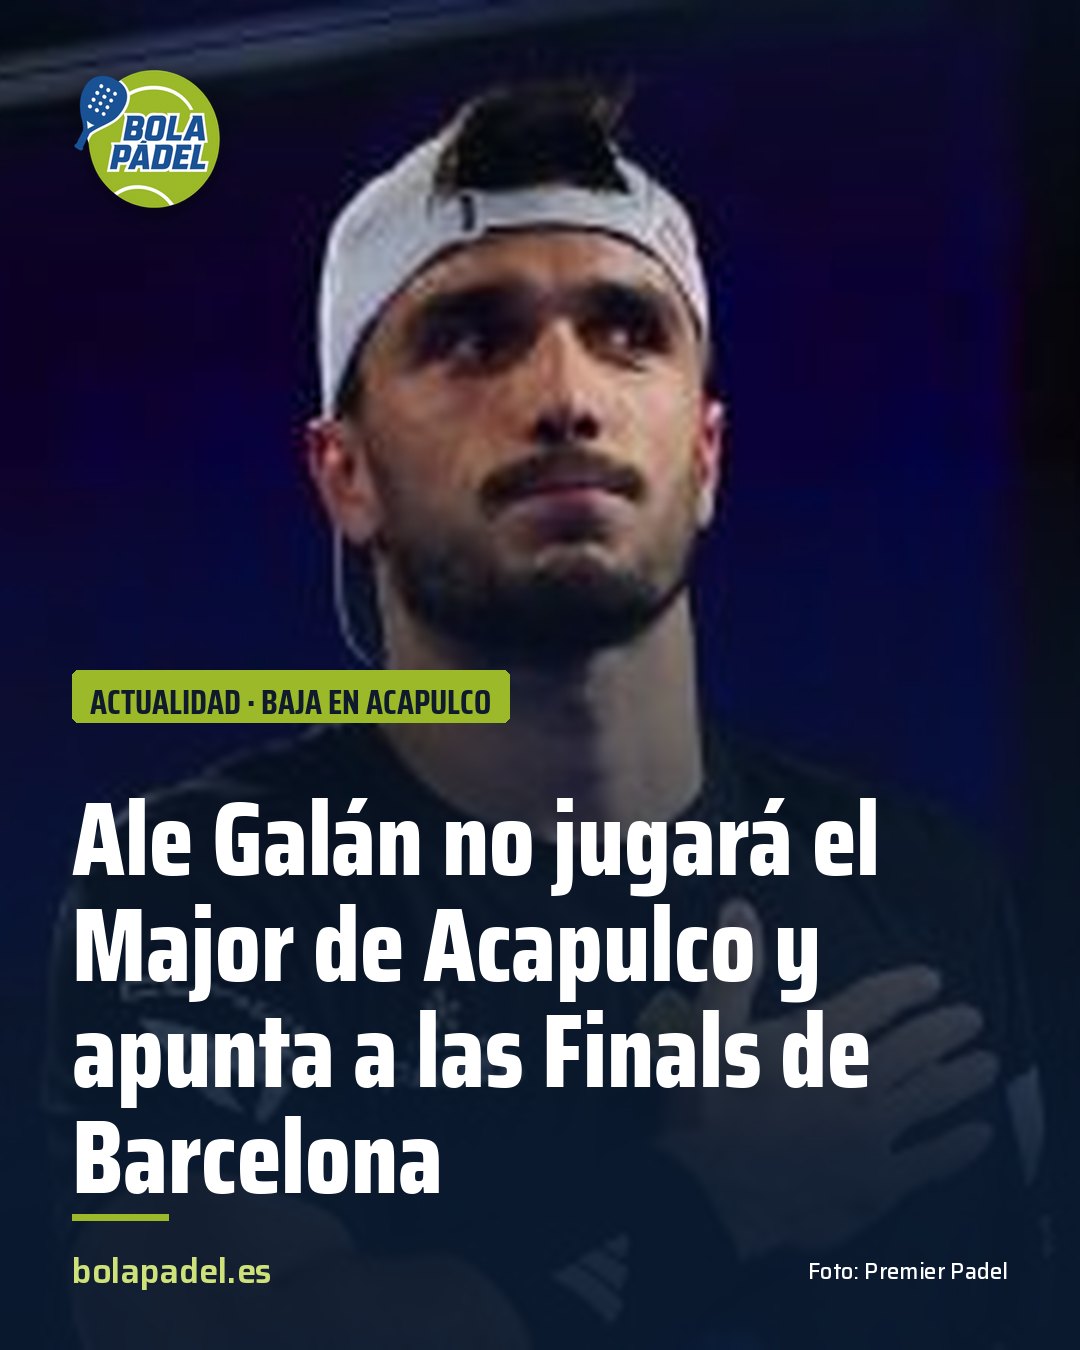 BOLA
PÁDEL
ACTUALIDAD · BAJA EN ACAPULCO
Ale Galán no jugará el
Major de Acapulco y
apunta a las Finals de
Barcelona
bolapadel.es
Foto: Premier Padel